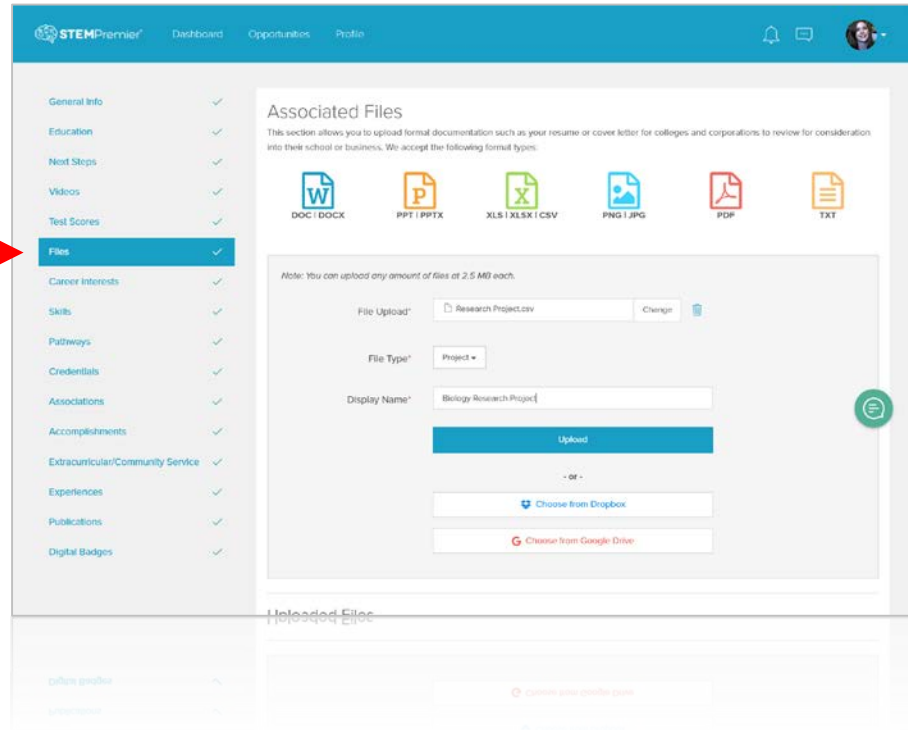 STEMPremier
Dashboard
Opportunities
Profile
General Info
Education
Next Steps
Videos
Test Scores
Files
Career Interests
Skills
Pathways
Credentials
Associations
Accomplishments
Extracurricular/Community Service
Experiences
Publications
Digital Badges
Associated Files
This section allows you to upload formal documentation such as your resume or cover letter for colleges and corporations to review for consideration
into their school or business. We accept the following format types:
W
P
X
DOC | DOCX
PPT | PPTX
XLS | XLSX | CSV
PNG | JPG
PDF
TXT
Note: You can upload any amount of files at 2.5 MB each.
File Upload*
Research Project.csv
Change
File Type*
Project
Display Name*
Biology Research Project
Upload
- or -
Choose from Dropbox
G Choose from Google Drive
Uploaded Files